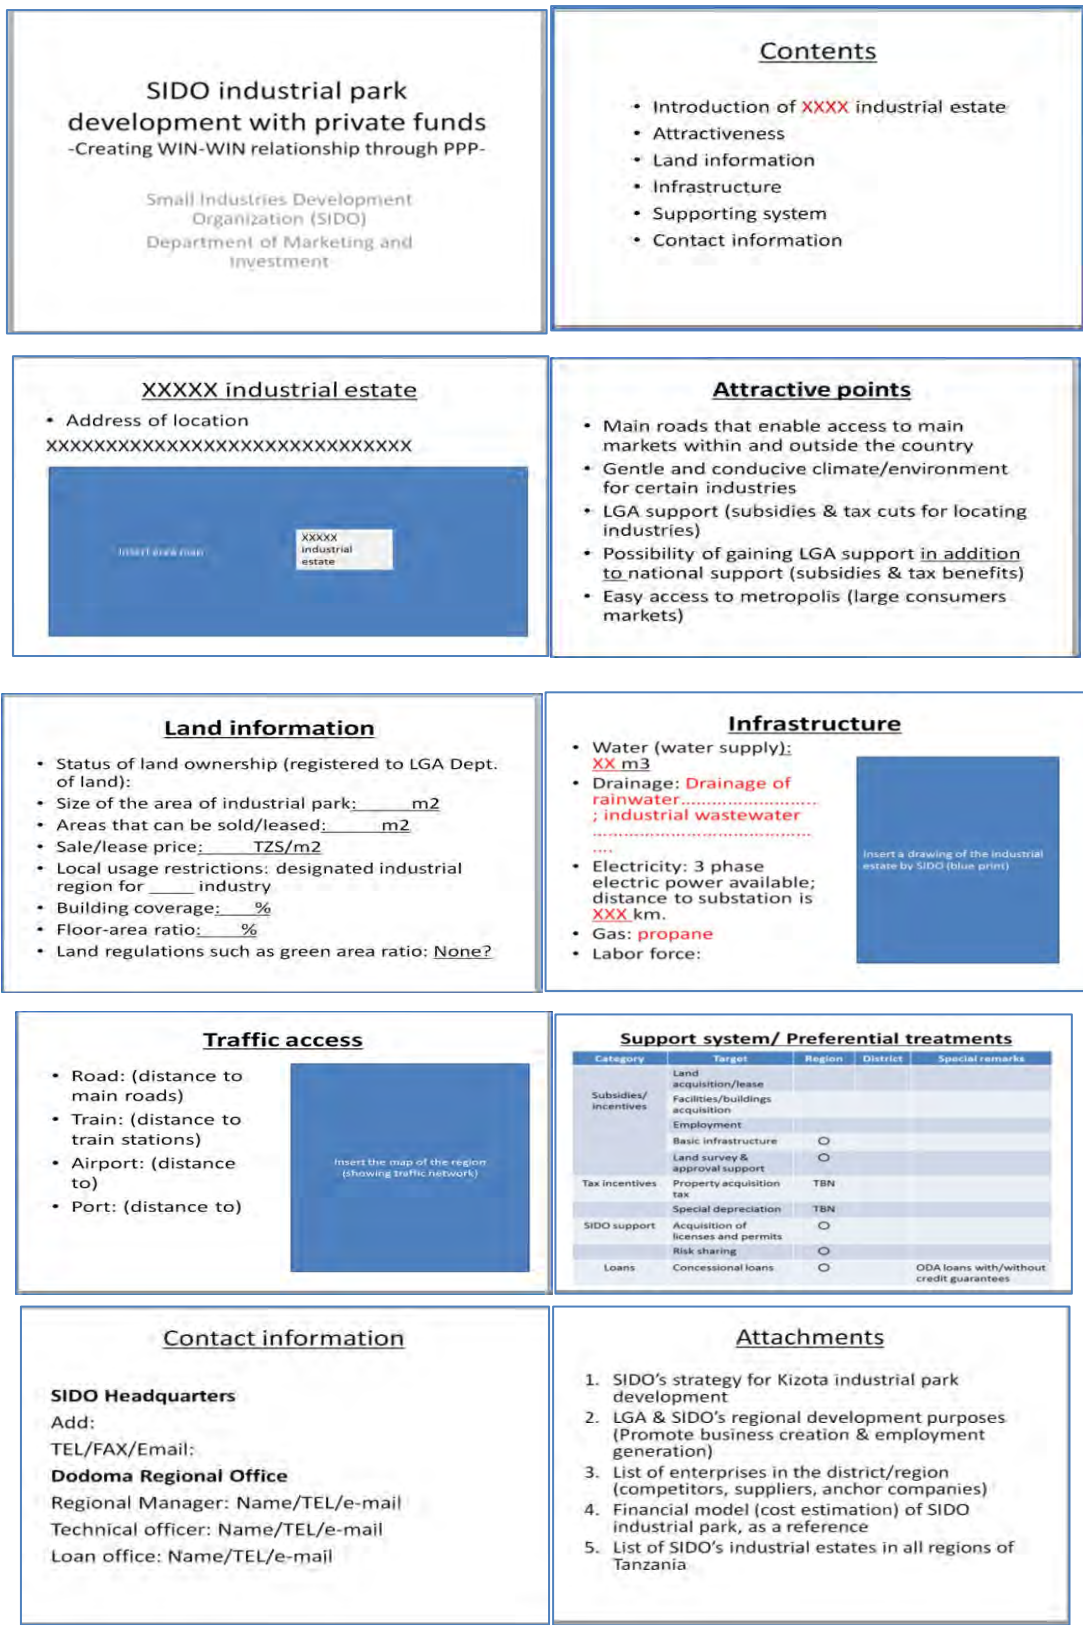 SIDO industrial park
development with private funds
-Creating WIN-WIN relationship through PPP-
Small Industries Development
Organization (SIDO)
Department of Marketing and
Investment
Contents
• Introduction of XXXX industrial estate
• Attractiveness
• Land information
• Infrastructure
• Supporting system
• Contact information
XXXXX industrial estate
• Address of location
XXXXXXXXXXXXXXXXXXXXXXXXXXXXXX
Insert area map
XXXXX
industrial
estate
Attractive points
• Main roads that enable access to main
markets within and outside the country
• Gentle and conducive climate/environment
for certain industries
• LGA support (subsidies & tax cuts for locating
industries)
• Possibility of gaining LGA support in addition
to national support (subsidies & tax benefits)
• Easy access to metropolis (large consumers
markets)
Land information
• Status of land ownership (registered to LGA Dept.
of land):
• Size of the area of industrial park:______m2
• Areas that can be sold/leased:______m2
• Sale/lease price:______TZS/m2
• Local usage restrictions: designated industrial
region for ____ industry
• Building coverage:____%
• Floor-area ratio:_____%
• Land regulations such as green area ratio: None?
Infrastructure
• Water (water supply):
XX m3
• Drainage: Drainage of
rainwater...........................
; industrial wastewater
...........................................
....
• Electricity: 3 phase
electric power available;
distance to substation is
XXX km.
• Gas: propane
• Labor force:
Insert a drawing of the industrial
estate by SIDO (blue print)
Traffic access
• Road: (distance to
main roads)
• Train: (distance to
train stations)
• Airport: (distance
to)
• Port: (distance to)
Insert the map of the region
(showing traffic network)
Support system/ Preferential treatments
Category Target Region District Special remarks
Subsidies/
incentives
Land
acquisition/lease
Facilities/buildings
acquisition
Employment
Basic infrastructure ○
Land survey &
approval support ○
Tax incentives Property acquisition
tax TBN
Special depreciation TBN
SIDO support Acquisition of
licenses and permits ○
Risk sharing ○
Loans Concessional loans ○ ODA loans with/without
credit guarantees
Contact information
SIDO Headquarters
Add:
TEL/FAX/Email:
Dodoma Regional Office
Regional Manager: Name/TEL/e-mail
Technical officer: Name/TEL/e-mail
Loan office: Name/TEL/e-mail
Attachments
1. SIDO's strategy for Kizota industrial park
development
2. LGA & SIDO's regional development purposes
(Promote business creation & employment
generation)
3. List of enterprises in the district/region
(competitors, suppliers, anchor companies)
4. Financial model (cost estimation) of SIDO
industrial park, as a reference
5. List of SIDO's industrial estates in all regions of
Tanzania